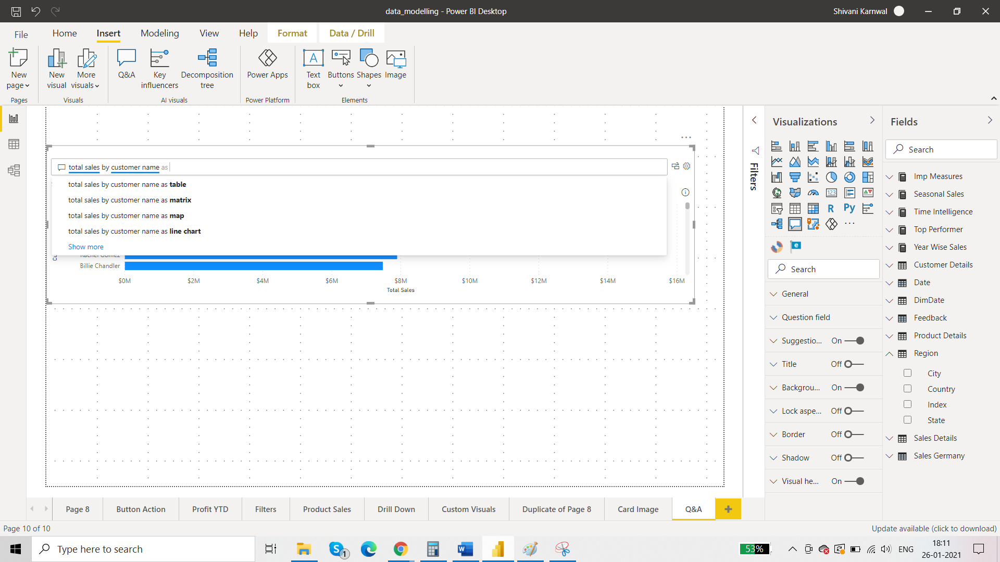 data_modelling - Power BI Desktop
Shivani Karnwal
File
Home
Insert
Modeling
View
Help
Format
Data / Drill
New page
New visual
More visuals
Q&A
Key influencers
Decomposition tree
Power Apps
Text box
Buttons
Shapes
Image
Pages
Visuals
AI visuals
Power Platform
Elements
total sales by customer name as
total sales by customer name as table
total sales by customer name as matrix
total sales by customer name as map
total sales by customer name as line chart
Show more
Rachel Gomez
Billie Chandler
$0M
$2M
$4M
$6M
$8M
$10M
$12M
$14M
$16M
Total Sales
Filters
Visualizations
123
R
Py
Search
General
Question field
Suggestio... On
Title Off
Backgrou... On
Lock aspe... Off
Border Off
Shadow Off
Visual he... On
Fields
Search
Imp Measures
Seasonal Sales
Time Intelligence
Top Performer
Year Wise Sales
Customer Details
Date
DimDate
Feedback
Product Details
Region
City
Country
Index
State
Sales Details
Sales Germany
Page 8
Button Action
Profit YTD
Filters
Product Sales
Drill Down
Custom Visuals
Duplicate of Page 8
Card Image
Q&A
Page 10 of 10
Update available (click to download)
Type here to search
1
53%
ENG
18:11
26-01-2021